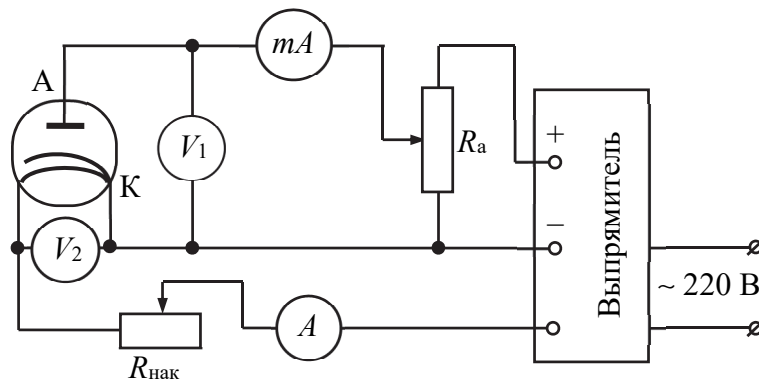 mA
А
+
V1
Rа
К
−
V2
Выпрямитель
~ 220 В
A
Rнак